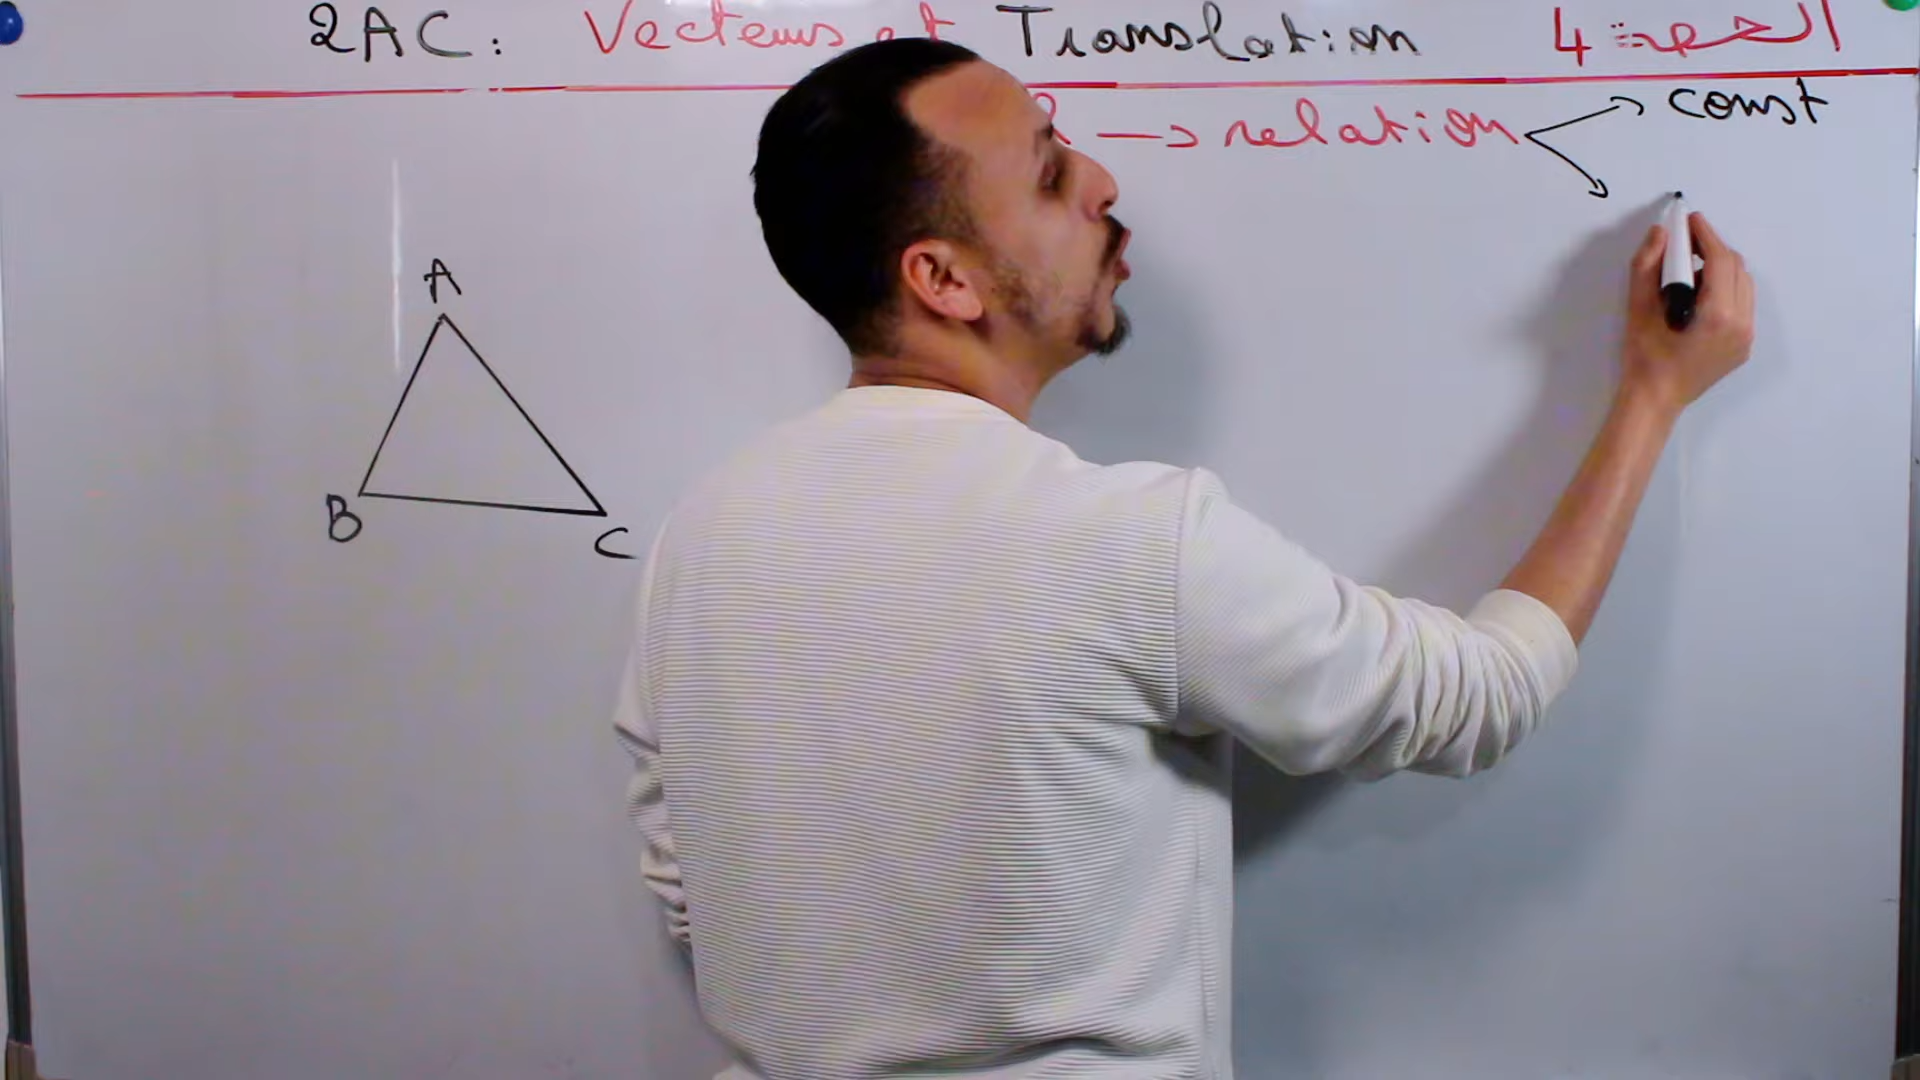 2AC: Vecteurs et Translation الحصة 4
→ relation → const
A
B
C